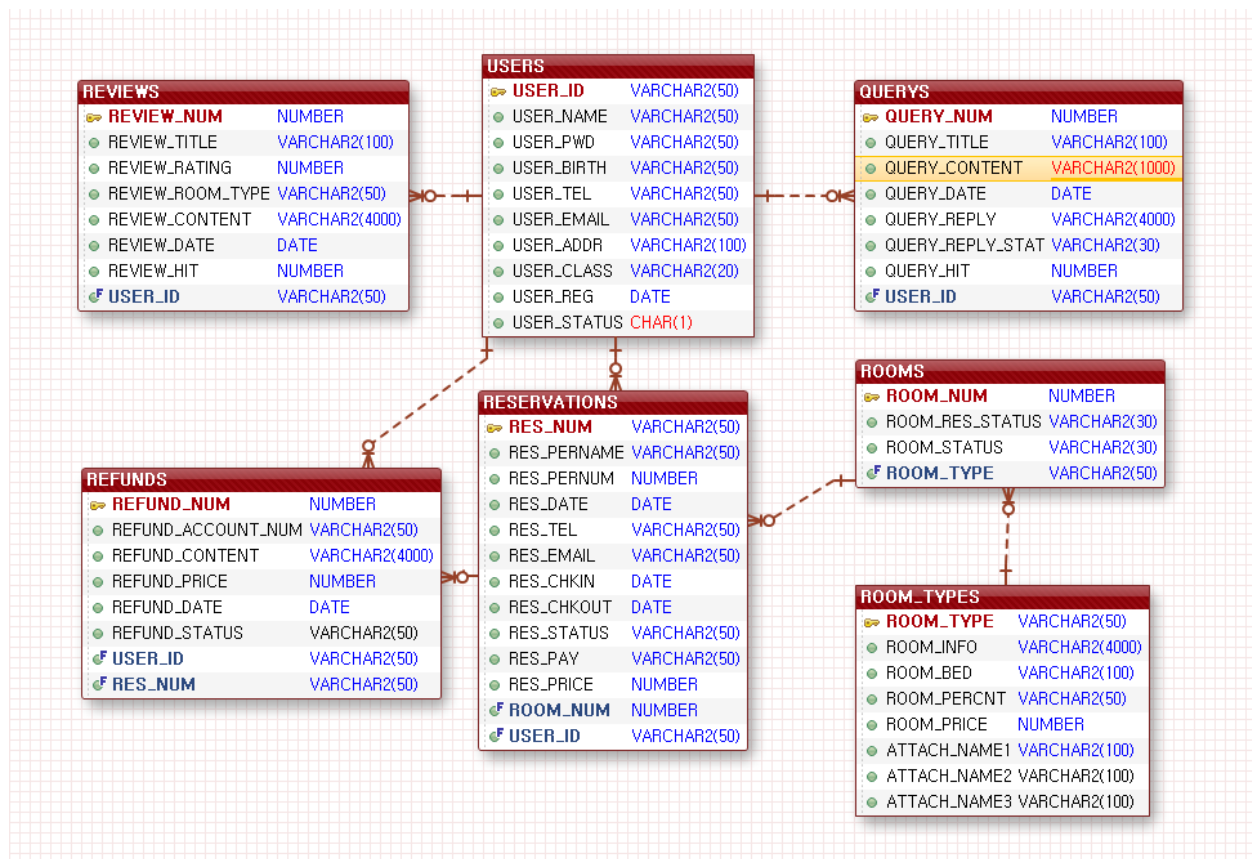 REVIEWS
REVIEW_NUM NUMBER
REVIEW_TITLE VARCHAR2(100)
REVIEW_RATING NUMBER
REVIEW_ROOM_TYPE VARCHAR2(50)
REVIEW_CONTENT VARCHAR2(4000)
REVIEW_DATE DATE
REVIEW_HIT NUMBER
F USER_ID VARCHAR2(50)
USERS
USER_ID VARCHAR2(50)
USER_NAME VARCHAR2(50)
USER_PWD VARCHAR2(50)
USER_BIRTH VARCHAR2(50)
USER_TEL VARCHAR2(50)
USER_EMAIL VARCHAR2(50)
USER_ADDR VARCHAR2(100)
USER_CLASS VARCHAR2(20)
USER_REG DATE
USER_STATUS CHAR(1)
QUERYS
QUERY_NUM NUMBER
QUERY_TITLE VARCHAR2(100)
QUERY_CONTENT VARCHAR2(1000)
QUERY_DATE DATE
QUERY_REPLY VARCHAR2(4000)
QUERY_REPLY_STAT VARCHAR2(30)
QUERY_HIT NUMBER
F USER_ID VARCHAR2(50)
REFUNDS
REFUND_NUM NUMBER
REFUND_ACCOUNT_NUM VARCHAR2(50)
REFUND_CONTENT VARCHAR2(4000)
REFUND_PRICE NUMBER
REFUND_DATE DATE
REFUND_STATUS VARCHAR2(50)
F USER_ID VARCHAR2(50)
F RES_NUM VARCHAR2(50)
RESERVATIONS
RES_NUM VARCHAR2(50)
RES_PERNAME VARCHAR2(50)
RES_PERNUM NUMBER
RES_DATE DATE
RES_TEL VARCHAR2(50)
RES_EMAIL VARCHAR2(50)
RES_CHKIN DATE
RES_CHKOUT DATE
RES_STATUS VARCHAR2(50)
RES_PAY VARCHAR2(50)
RES_PRICE NUMBER
F ROOM_NUM NUMBER
F USER_ID VARCHAR2(50)
ROOMS
ROOM_NUM NUMBER
ROOM_RES_STATUS VARCHAR2(30)
ROOM_STATUS VARCHAR2(30)
F ROOM_TYPE VARCHAR2(50)
ROOM_TYPES
ROOM_TYPE VARCHAR2(50)
ROOM_INFO VARCHAR2(4000)
ROOM_BED VARCHAR2(100)
ROOM_PERCNT VARCHAR2(50)
ROOM_PRICE NUMBER
ATTACH_NAME1 VARCHAR2(100)
ATTACH_NAME2 VARCHAR2(100)
ATTACH_NAME3 VARCHAR2(100)